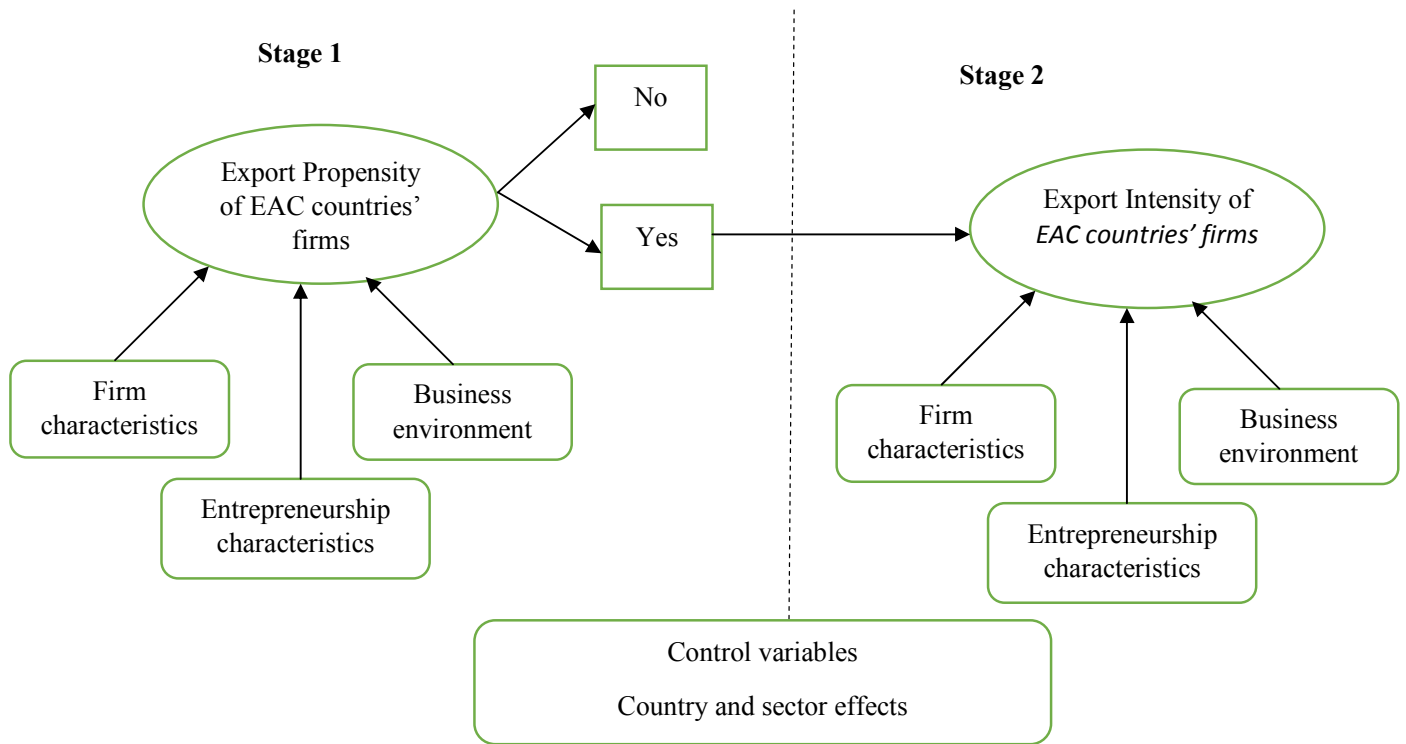 Stage 1
No
Export Propensity
of EAC countries’
firms
Yes
Firm
characteristics
Business
environment
Entrepreneurship
characteristics
Stage 2
Export Intensity of
EAC countries’ firms
Firm
characteristics
Business
environment
Entrepreneurship
characteristics
Control variables
Country and sector effects